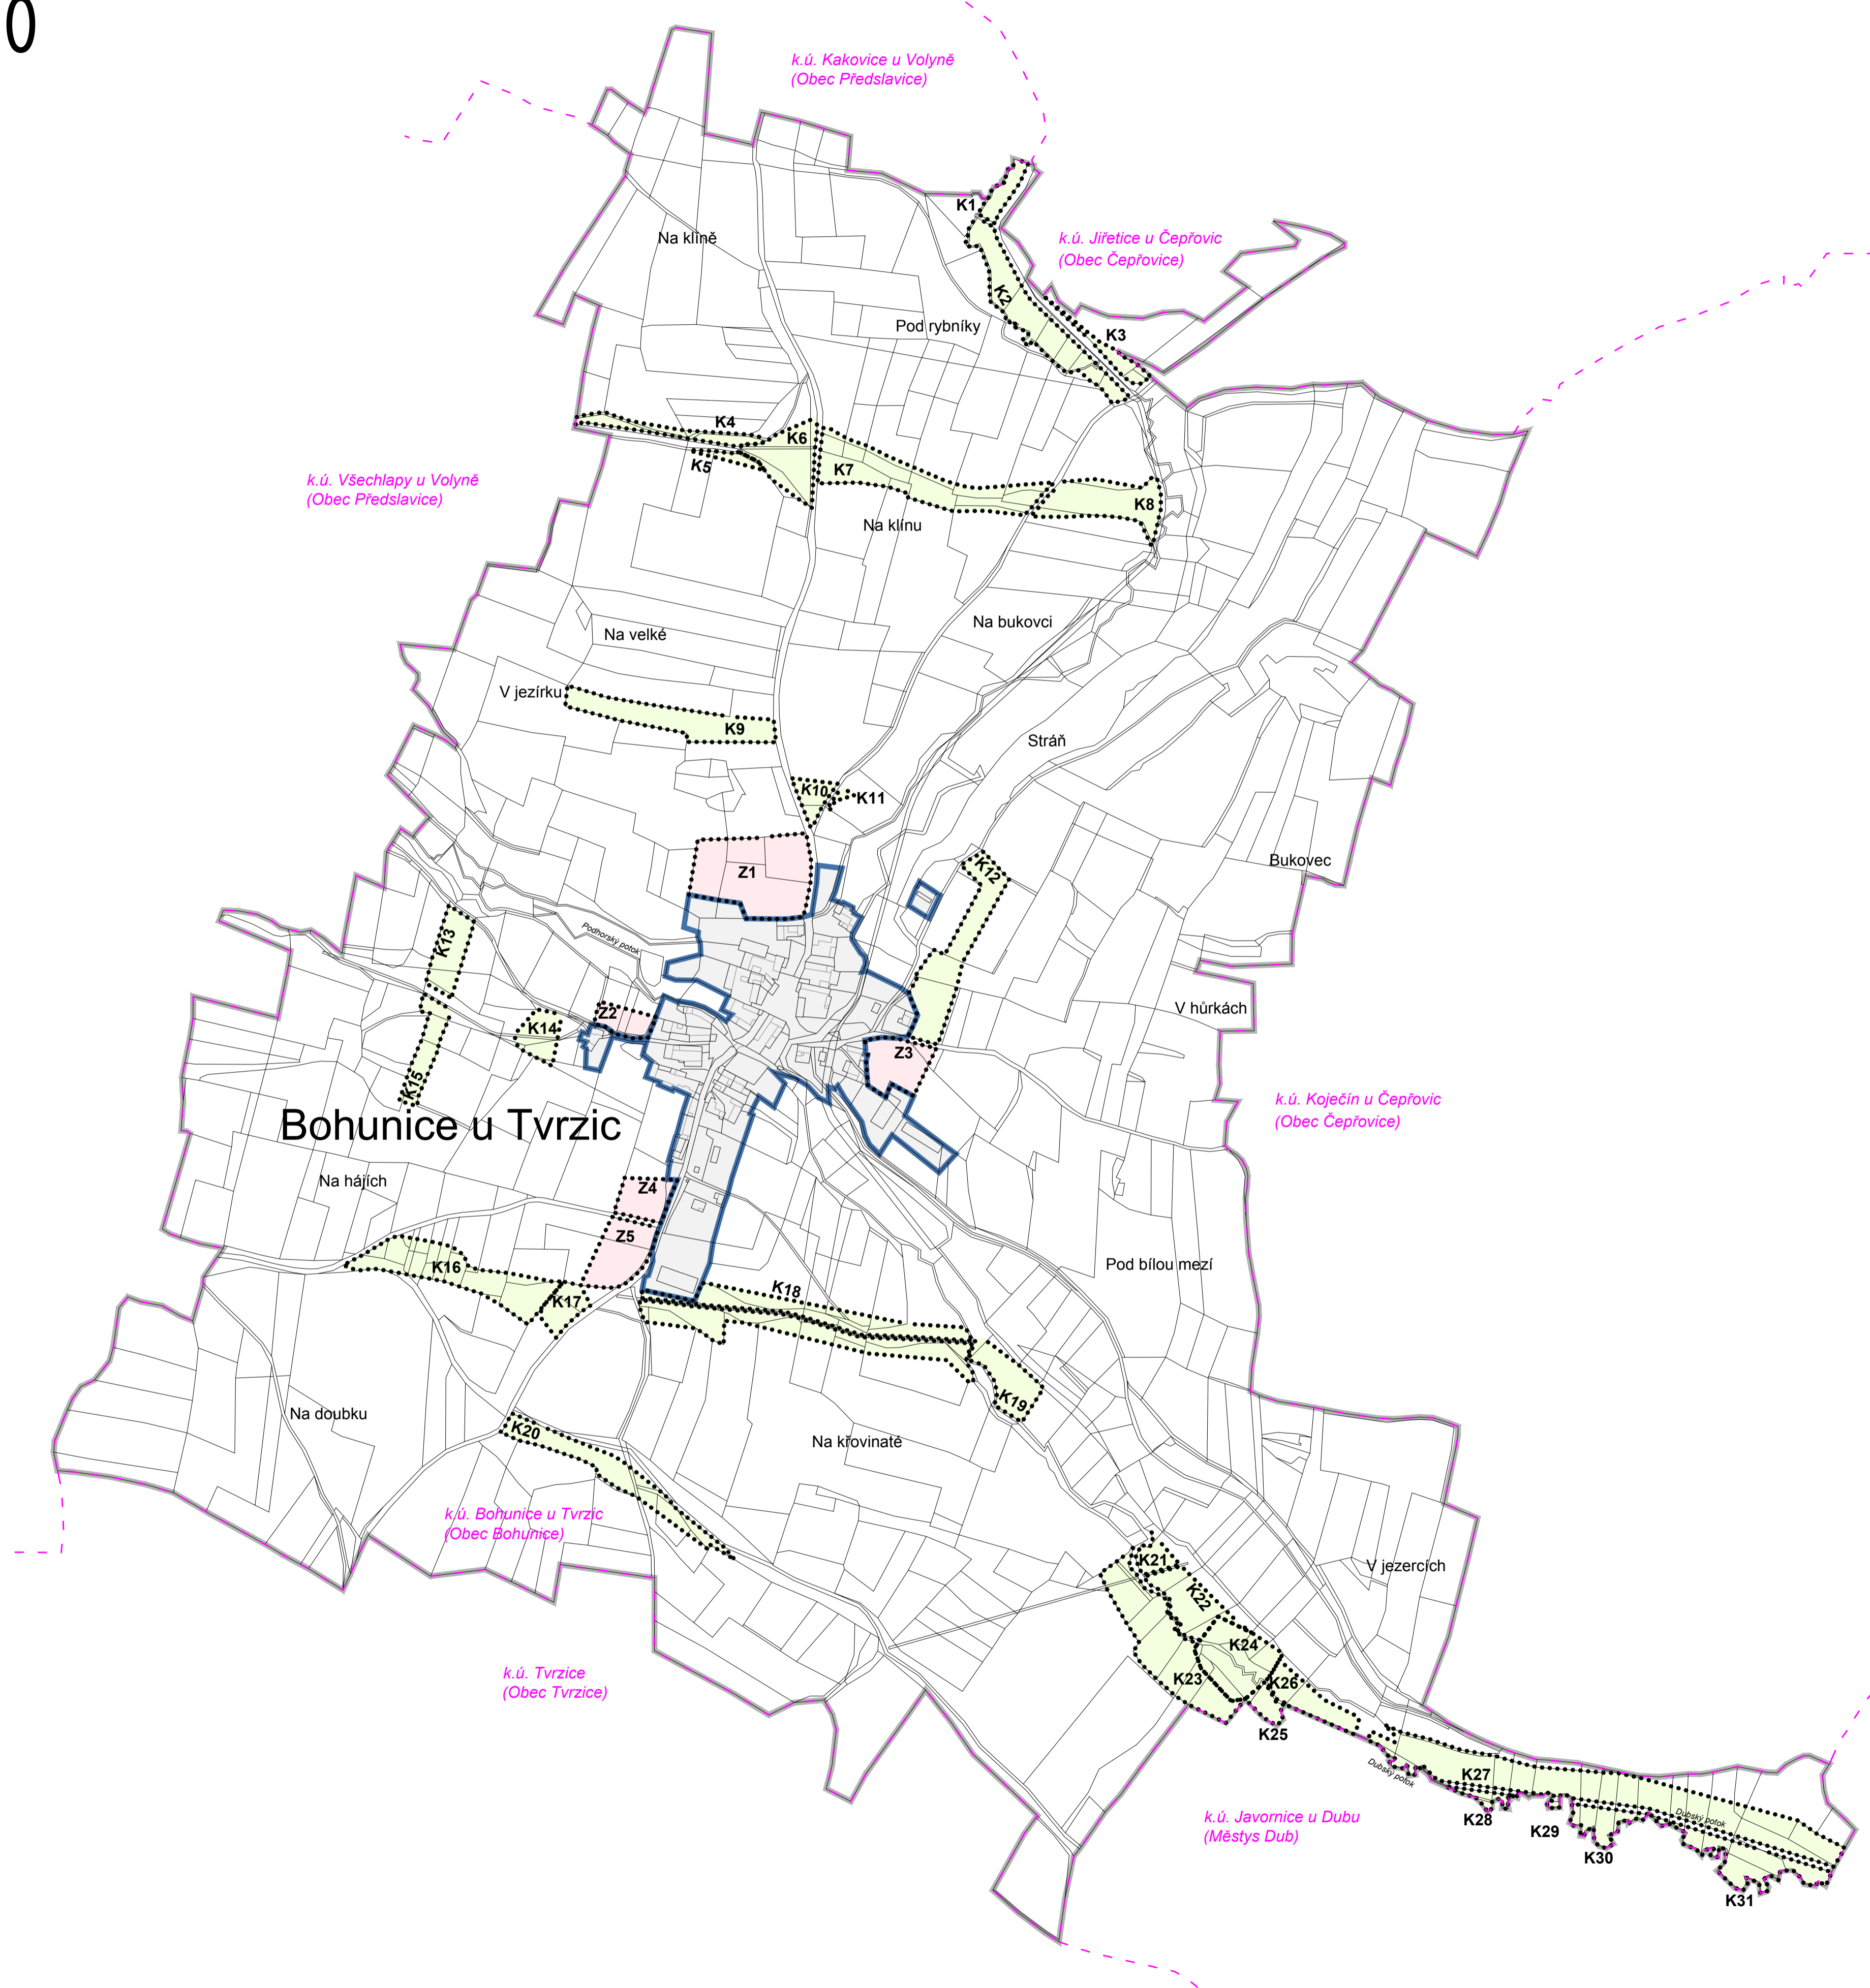 0
k.ú. Kakovice u Volyně
(Obec Předslavice)
K1
Na klíně
k.ú. Jiřetice u Čepřovic
(Obec Čepřovice)
K2
Pod rybníky
K3
K4
K6
K5
K7
k.ú. Všechlapy u Volyně
(Obec Předslavice)
K8
Na klínu
Na bukovci
Na velké
V jezírku
K9
Stráň
K10
K11
Z1
K12
Bukovec
Podhorský potok
K13
V hůrkách
Z2
K14
Z3
K15
k.ú. Koječín u Čepřovic
(Obec Čepřovice)
Bohunice u Tvrzic
Na hájích
Z4
Z5
Pod bílou mezí
K16
K17
K18
K19
Na doubku
K20
Na křovinaté
k.ú. Bohunice u Tvrzic
(Obec Bohunice)
K21
V jezercích
K22
K24
k.ú. Tvrzice
(Obec Tvrzice)
K23
K26
K25
Dubský potok
K27
k.ú. Javornice u Dubu
(Městys Dub)
K28
K29
Dubský potok
K30
K31